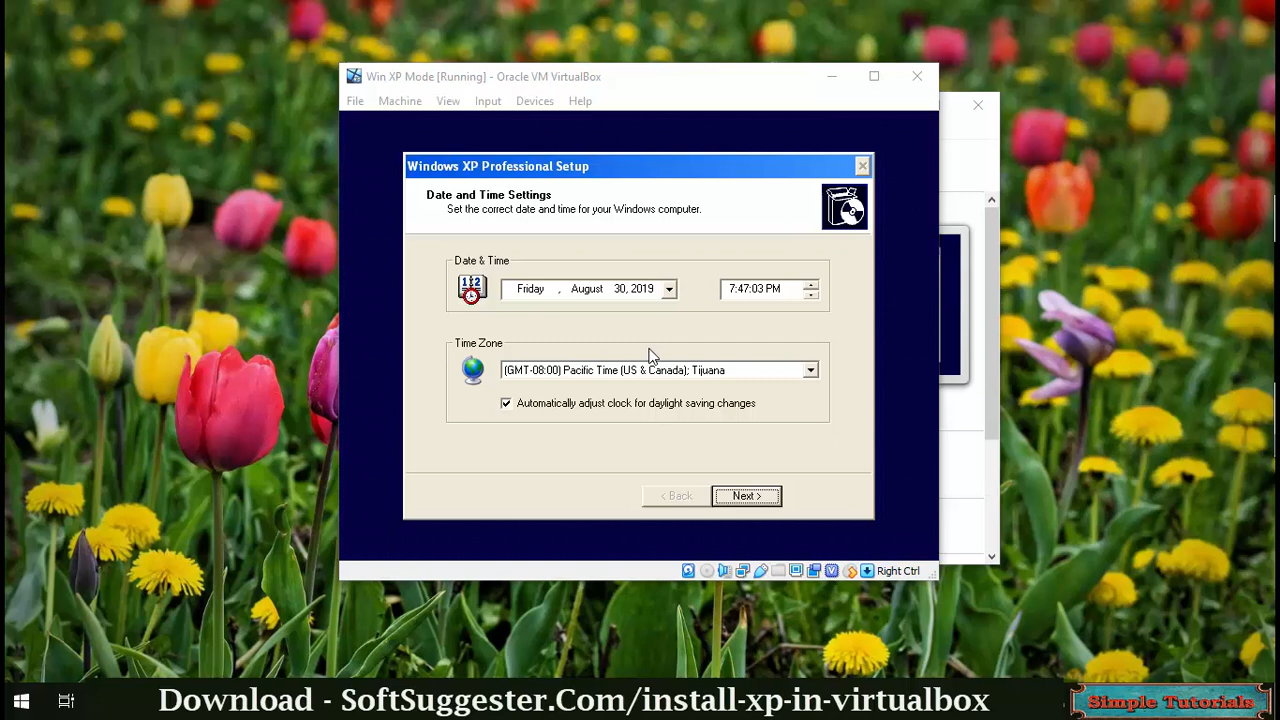 Win XP Mode [Running] - Oracle VM VirtualBox
File Machine View Input Devices Help
Windows XP Professional Setup
Date and Time Settings
Set the correct date and time for your Windows computer.
Date & Time
Friday , August 30, 2019
7:47:03 PM
Time Zone
(GMT-08:00) Pacific Time (US & Canada); Tijuana
Automatically adjust clock for daylight saving changes
< Back Next >
Right Ctrl
Download - SoftSuggester.Com/install-xp-in-virtualbox
Simple Tutorials